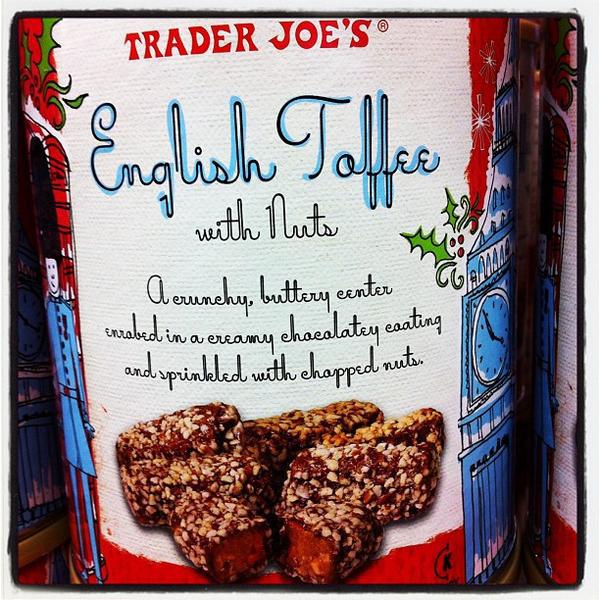 TRADER JOE'S®
English Toffee
with Nuts
A crunchy, buttery center
enrobed in a creamy chocolatey coating
and sprinkled with chopped nuts.
K